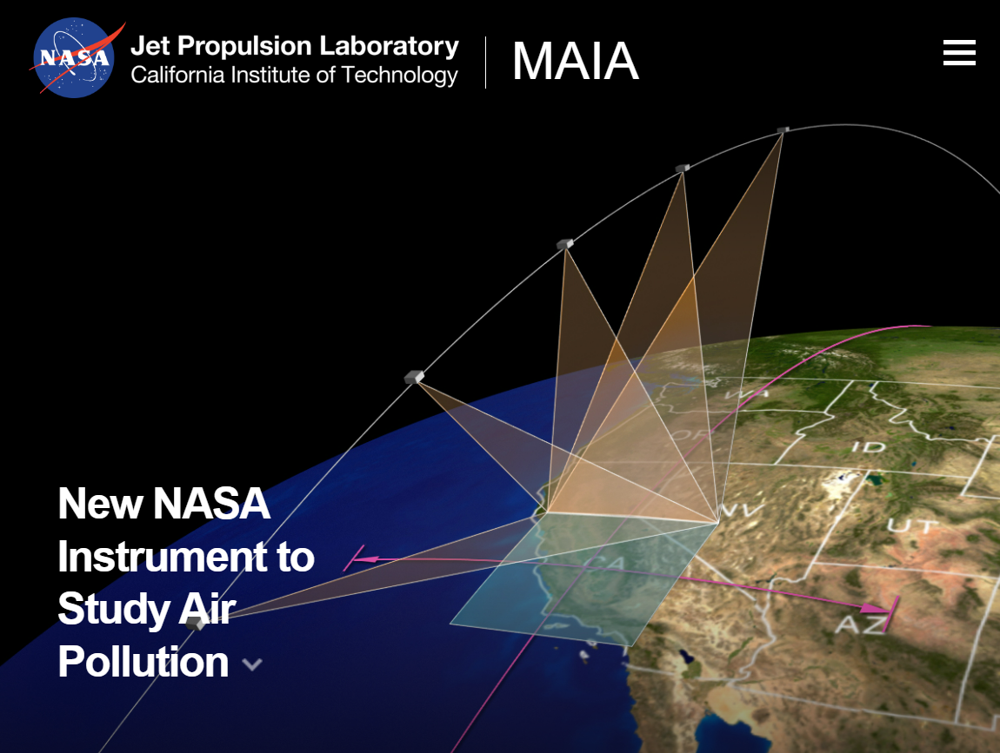 NASA
Jet Propulsion Laboratory
California Institute of Technology
MAIA
WA
OR
ID
NV
UT
CA
AZ
New NASA
Instrument to
Study Air
Pollution